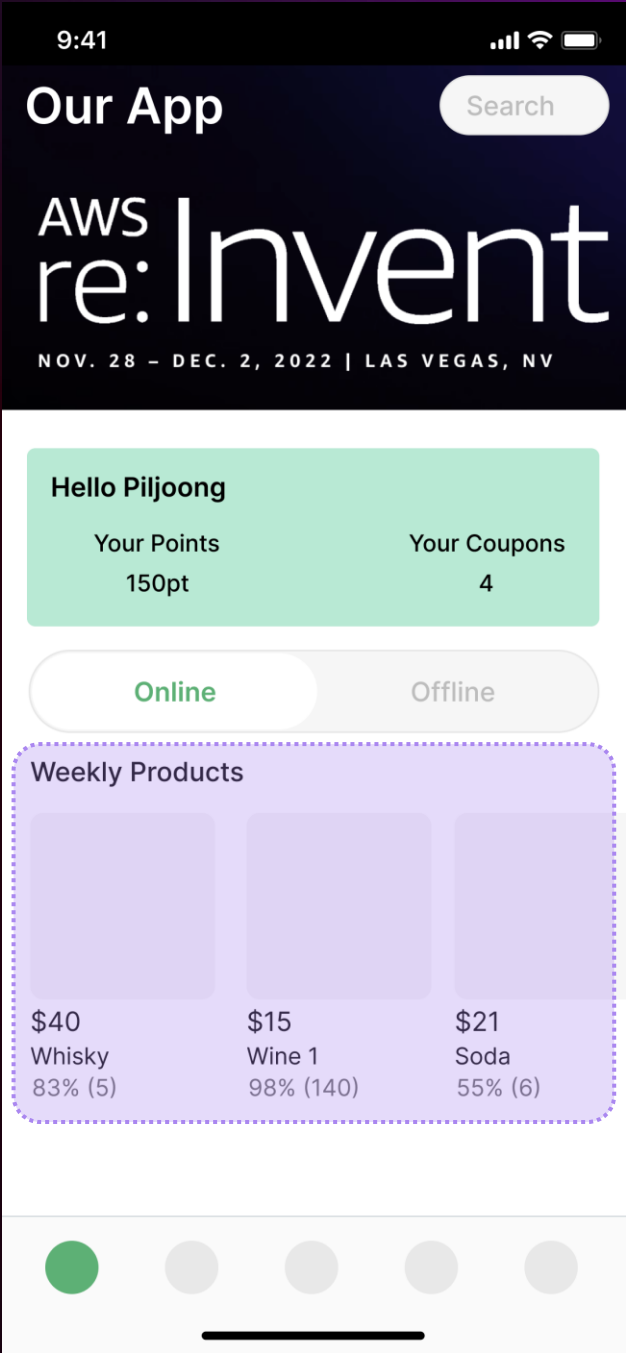 9:41
Our App
Search
AWS
re:Invent
NOV. 28 – DEC. 2, 2022 | LAS VEGAS, NV
Hello Piljoong
Your Points Your Coupons
150pt 4
Online Offline
Weekly Products
$40 $15 $21
Whisky Wine 1 Soda
83% (5) 98% (140) 55% (6)